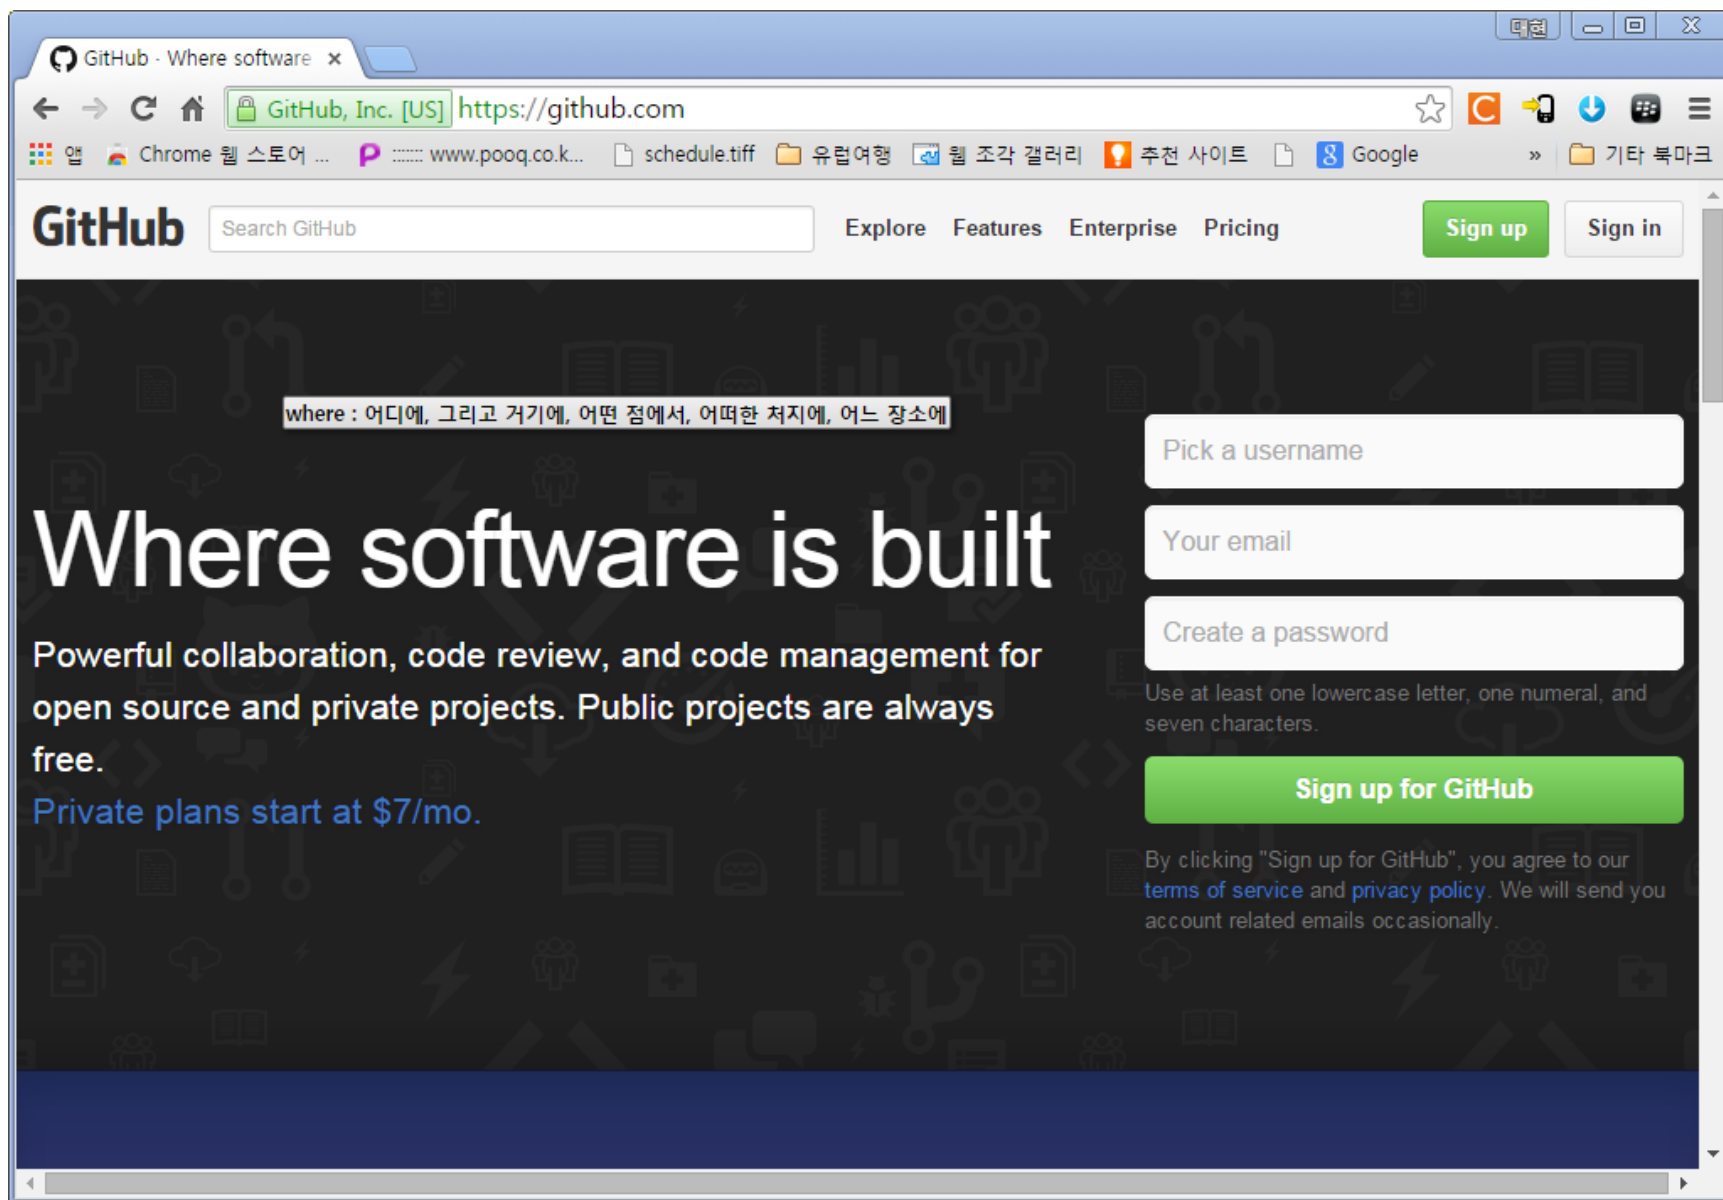 대현
GitHub · Where software
GitHub, Inc. [US] https://github.com
앱 Chrome 웹 스토어 ... :::::: www.pooq.co.k... schedule.tiff 유럽여행 웹 조각 갤러리 추천 사이트 Google » 기타 북마크
GitHub Search GitHub Explore Features Enterprise Pricing Sign up Sign in
where : 어디에, 그리고 거기에, 어떤 점에서, 어떠한 처지에, 어느 장소에
Where software is built
Powerful collaboration, code review, and code management for
open source and private projects. Public projects are always
free.
Private plans start at $7/mo.
Pick a username
Your email
Create a password
Use at least one lowercase letter, one numeral, and
seven characters.
Sign up for GitHub
By clicking "Sign up for GitHub", you agree to our
terms of service and privacy policy. We will send you
account related emails occasionally.